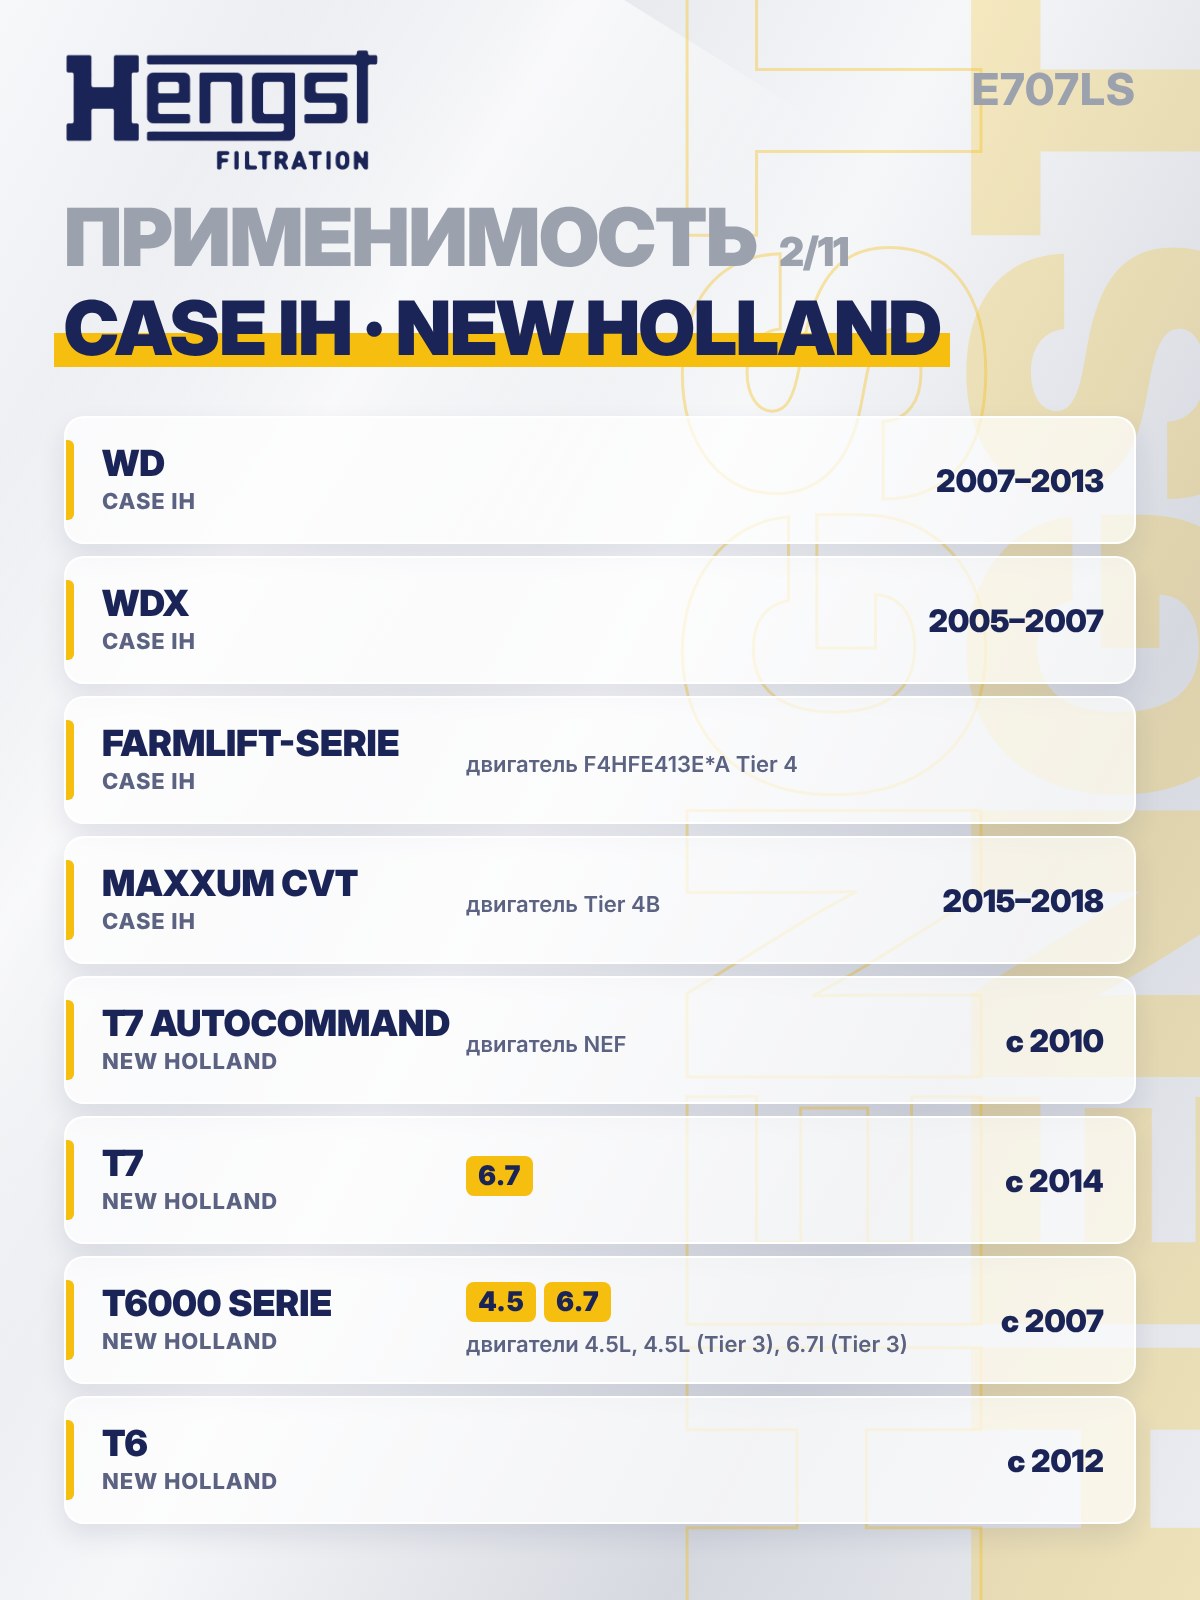 Hengst
FILTRATION
E707LS
ПРИМЕНИМОСТЬ 2/11
CASE IH · NEW HOLLAND
WD
CASE IH
2007–2013
WDX
CASE IH
2005–2007
FARMLIFT-SERIE
CASE IH
двигатель F4HFE413E*A Tier 4
MAXXUM CVT
CASE IH
двигатель Tier 4B
2015–2018
T7 AUTOCOMMAND
NEW HOLLAND
двигатель NEF
с 2010
T7
NEW HOLLAND
6.7
с 2014
T6000 SERIE
NEW HOLLAND
4.5 6.7
двигатели 4.5L, 4.5L (Tier 3), 6.7l (Tier 3)
с 2007
T6
NEW HOLLAND
с 2012
HENGST
HENGST